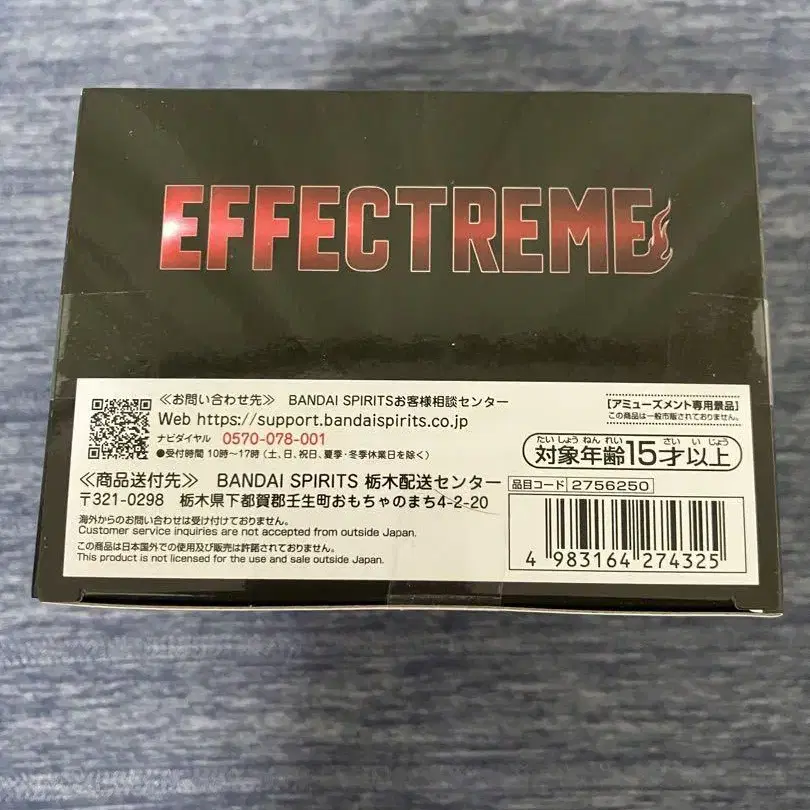 EFFECTREME
≪お問い合わせ先≫ BANDAI SPIRITSお客様相談センター
Web https://support.bandaispirits.co.jp
ナビダイヤル 0570-078-001
●受付時間 10時~17時 (土、日、祝日、夏季・冬季休業日を除く)
≪商品送付先≫ BANDAI SPIRITS 栃木配送センター
〒321-0298 栃木県下都賀郡壬生町おもちゃのまち4-2-20
海外からのお問い合わせは受け付けておりません。
Customer service inquiries are not accepted from outside Japan.
この商品は日本国外での使用及び販売は許諾されておりません。
This product is not licensed for the use and sale outside Japan.
[アミューズメント専用景品]
この商品は一般市販されておりません。
たいしょうねんれい さい いじょう
対象年齢15才以上
品目コード 2756250
4 983164 274325